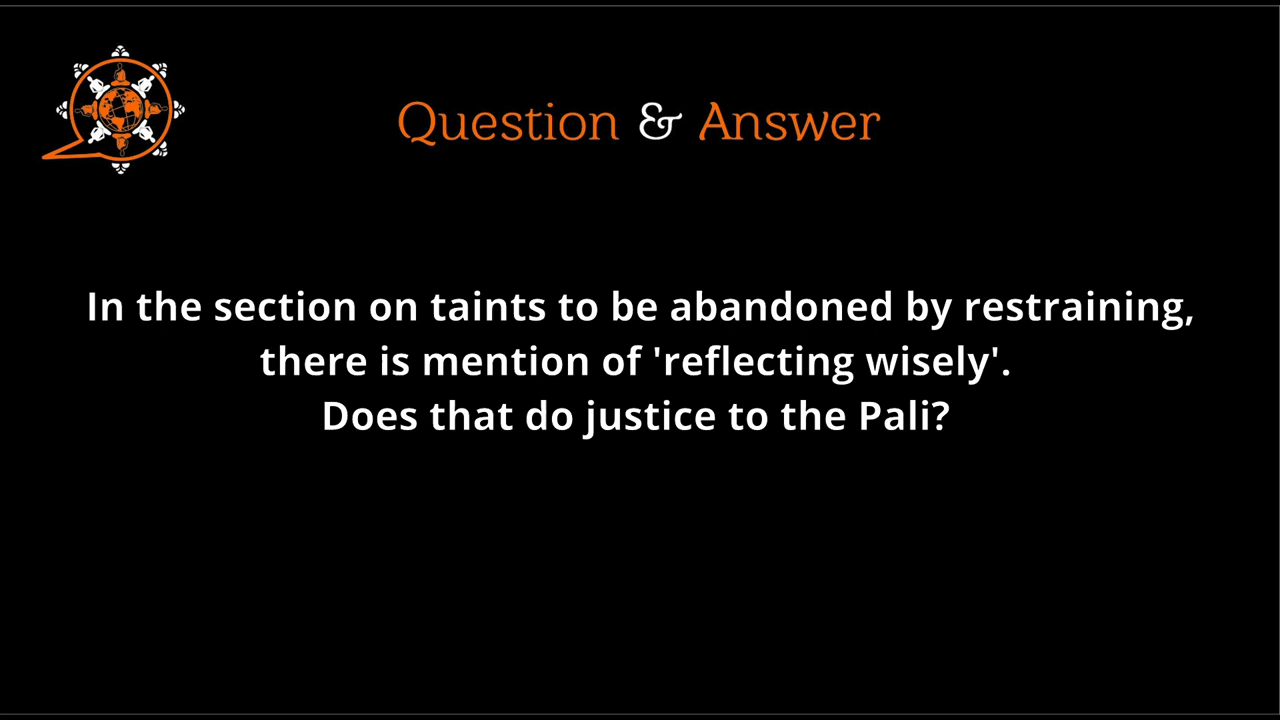 Question & Answer
In the section on taints to be abandoned by restraining,
there is mention of 'reflecting wisely'.
Does that do justice to the Pali?